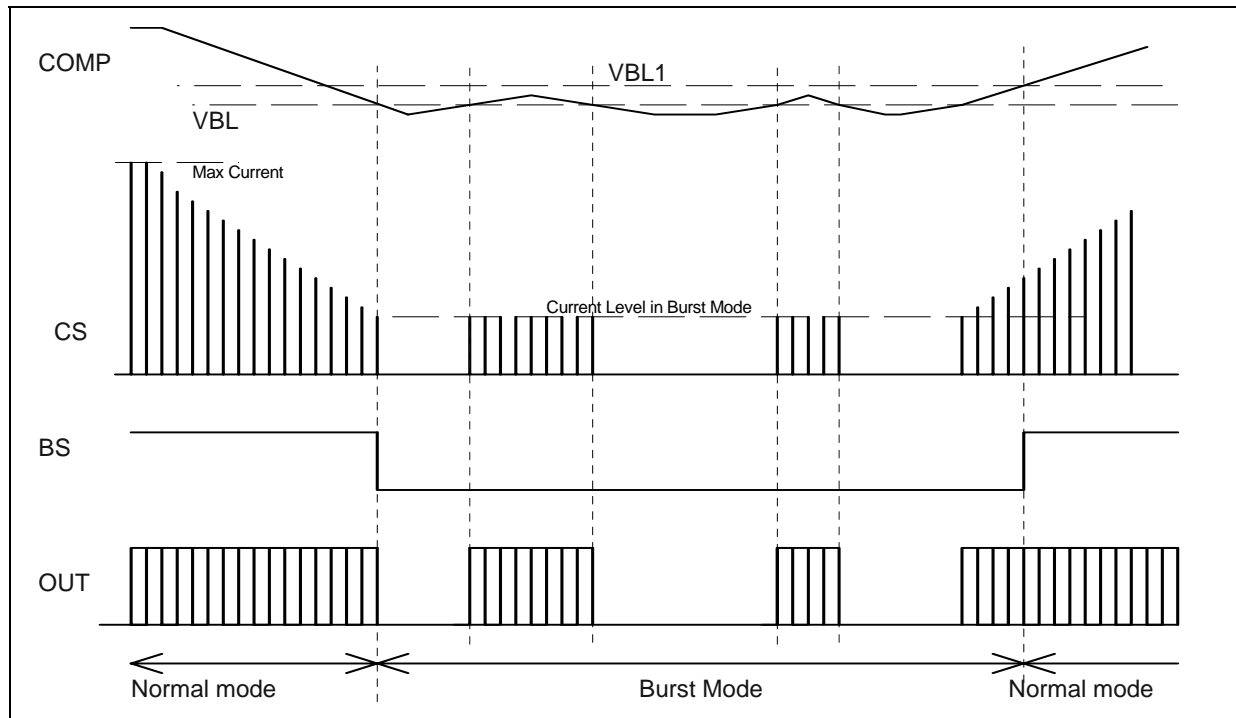 COMP
VBL1
VBL
Max Current
Current Level in Burst Mode
CS
BS
OUT
Normal mode
Burst Mode
Normal mode